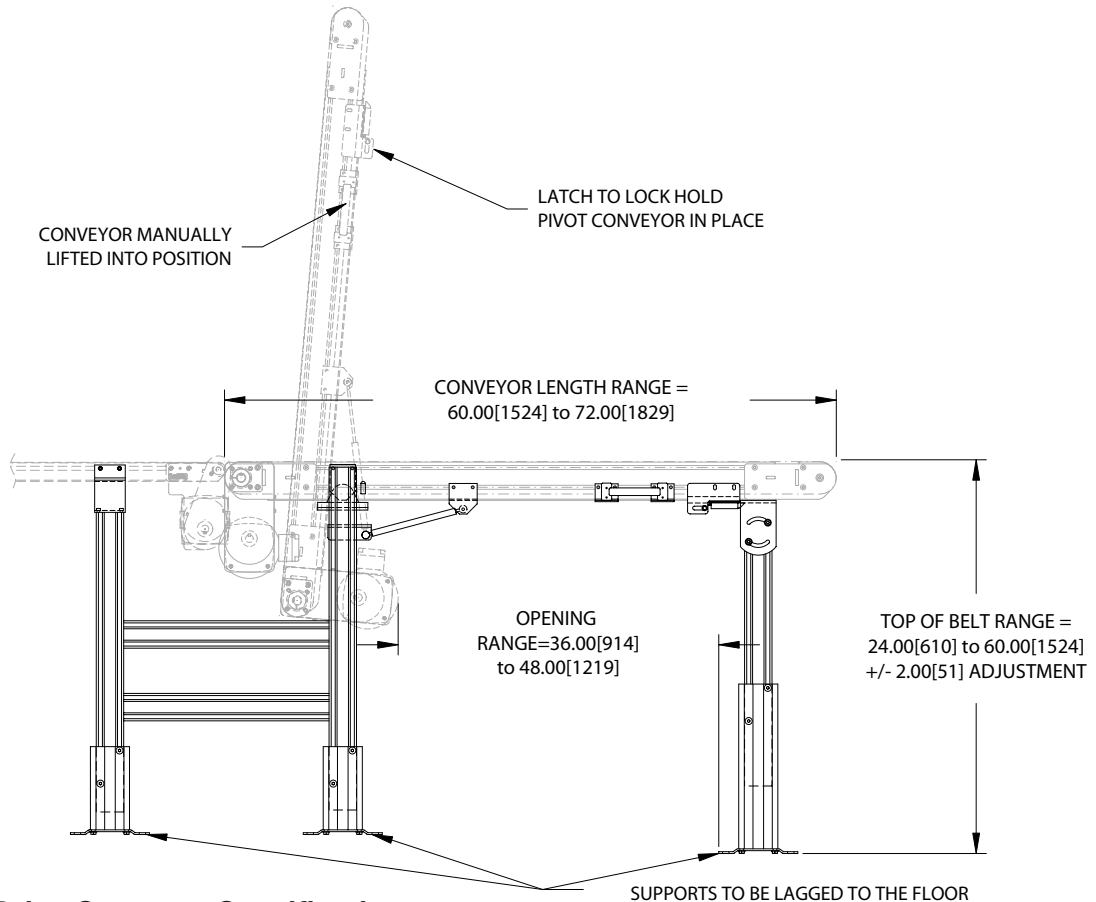 LATCH TO LOCK HOLD
PIVOT CONVEYOR IN PLACE
CONVEYOR MANUALLY
LIFTED INTO POSITION
CONVEYOR LENGTH RANGE =
60.00[1524] to 72.00[1829]
OPENING
RANGE=36.00[914]
to 48.00[1219]
TOP OF BELT RANGE =
24.00[610] to 60.00[1524]
+/- 2.00[51] ADJUSTMENT
SUPPORTS TO BE LAGGED TO THE FLOOR